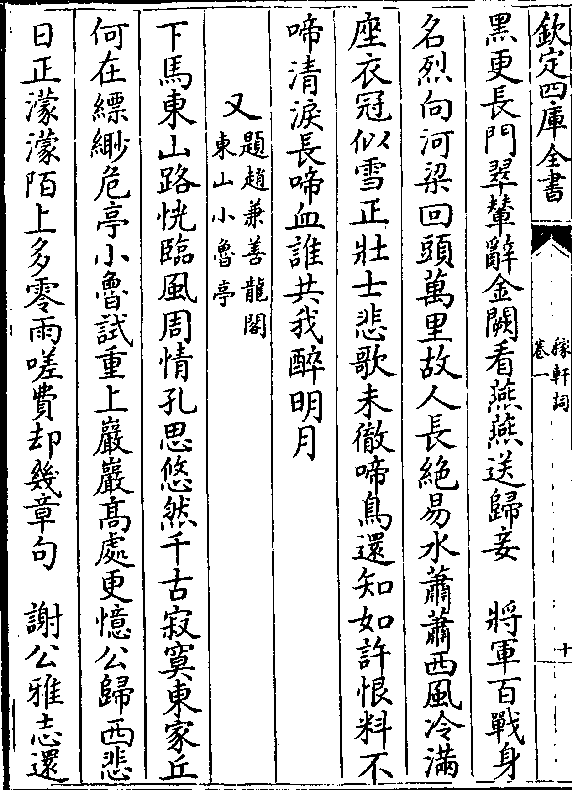 欽定四庫全書
稼軒詞
卷一
十
黑更長門翠輦辭金闕看燕燕送歸妾　將軍百戰身
名烈向河梁回頭萬里故人長絶易水蕭蕭西風冷滿
座衣冠似雪正壯士悲歌未徹啼鳥還知如許恨料不
啼清淚長啼血誰共我醉明月
又
題趙兼善龍閣
東山小魯亭
下馬東山路恍臨風周情孔思悠然千古寂寞東家丘
何在縹緲危亭小魯試重上巖巖髙處更憶公歸西悲
日正濛濛陌上多零雨嗟費却幾章句　謝公雅志還